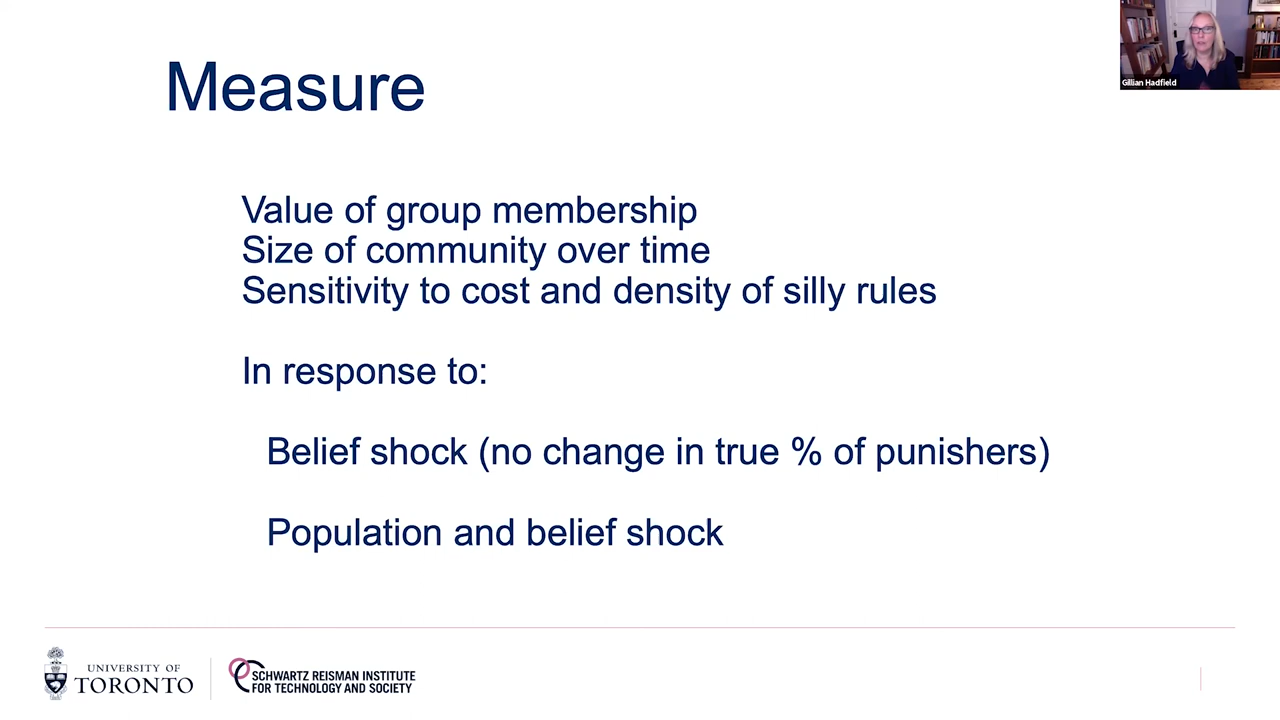 Measure
Gillian Hadfield
Value of group membership
Size of community over time
Sensitivity to cost and density of silly rules
In response to:
Belief shock (no change in true % of punishers)
Population and belief shock
UNIVERSITY OF
TORONTO
SCHWARTZ REISMAN INSTITUTE
FOR TECHNOLOGY AND SOCIETY